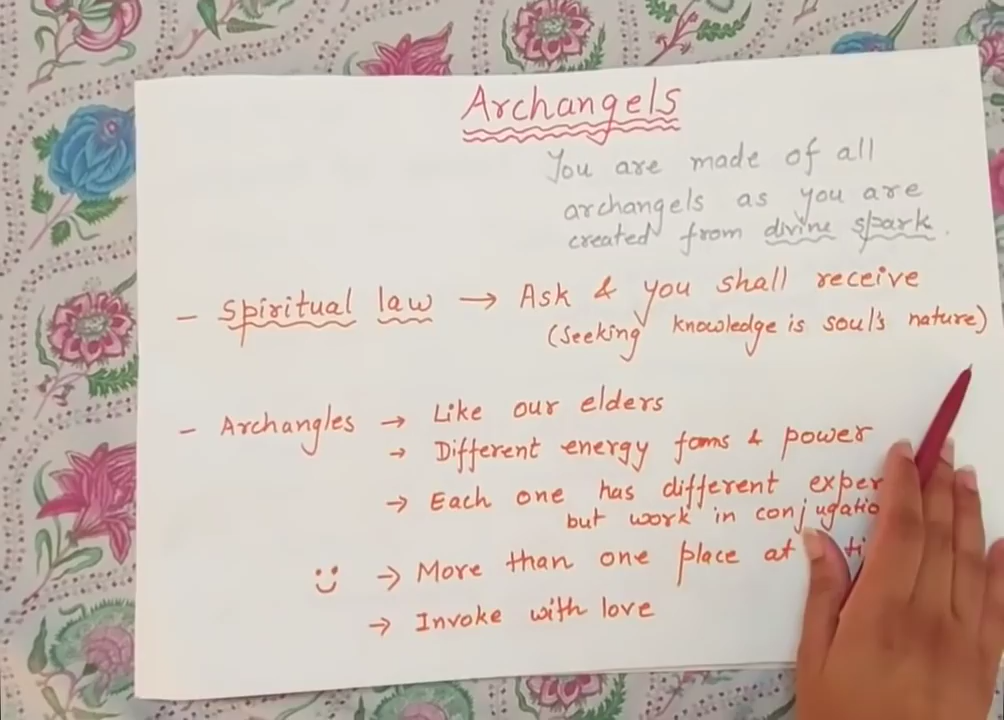 Archangels
You are made of all
archangels as you are
created from divine spark.
- Spiritual law → Ask & you shall receive
(Seeking knowledge is soul's nature)
- Archangles → Like our elders
→ Different energy foms & power
→ Each one has different
but work in
→ More than one place at
→ Invoke with love